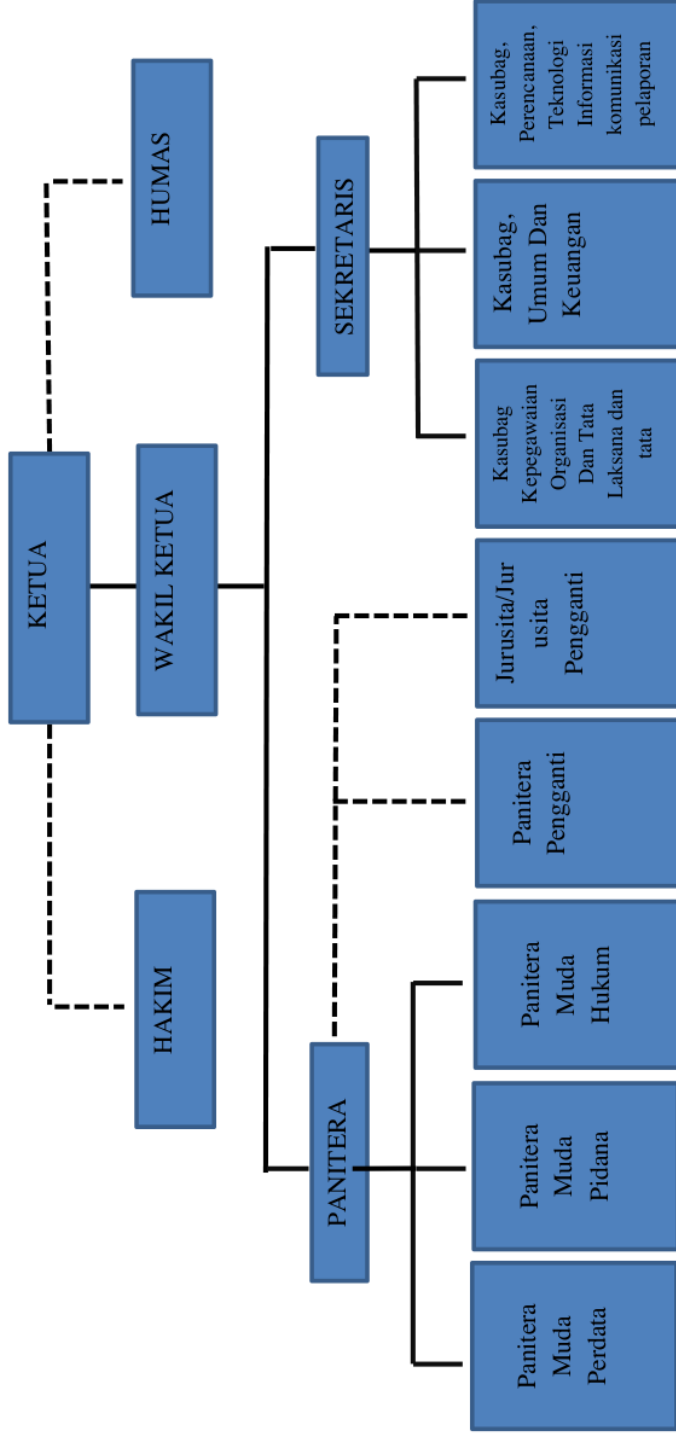 KETUA
HAKIM
WAKIL KETUA
HUMAS
PANITERA
SEKRETARIS
Panitera
Muda
Perdata
Panitera
Muda
Pidana
Panitera
Muda
Hukum
Panitera
Pengganti
Jurusita/Jur
usita
Pengganti
Kasubag
Kepegawaian
Organisasi
Dan Tata
Laksana dan
tata
Kasubag,
Umum Dan
Keuangan
Kasubag,
Perencanaan,
Teknologi
Informasi
komunikasi
pelaporan